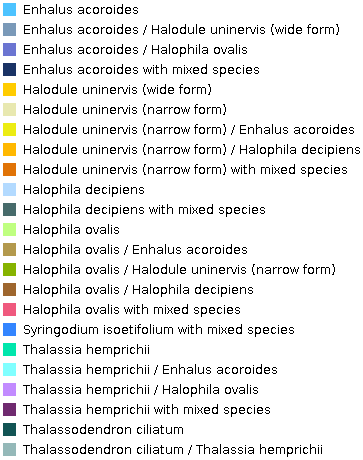 Enhalus acoroides
Enhalus acoroides / Halodule uninervis (wide form)
Enhalus acoroides / Halophila ovalis
Enhalus acoroides with mixed species
Halodule uninervis (wide form)
Halodule uninervis (narrow form)
Halodule uninervis (narrow form) / Enhalus acoroides
Halodule uninervis (narrow form) / Halophila decipiens
Halodule uninervis (narrow form) with mixed species
Halophila decipiens
Halophila decipiens with mixed species
Halophila ovalis
Halophila ovalis / Enhalus acoroides
Halophila ovalis / Halodule uninervis (narrow form)
Halophila ovalis / Halophila decipiens
Halophila ovalis with mixed species
Syringodium isoetifolium with mixed species
Thalassia hemprichii
Thalassia hemprichii / Enhalus acoroides
Thalassia hemprichii / Halophila ovalis
Thalassia hemprichii with mixed species
Thalassodendron ciliatum
Thalassodendron ciliatum / Thalassia hemprichii